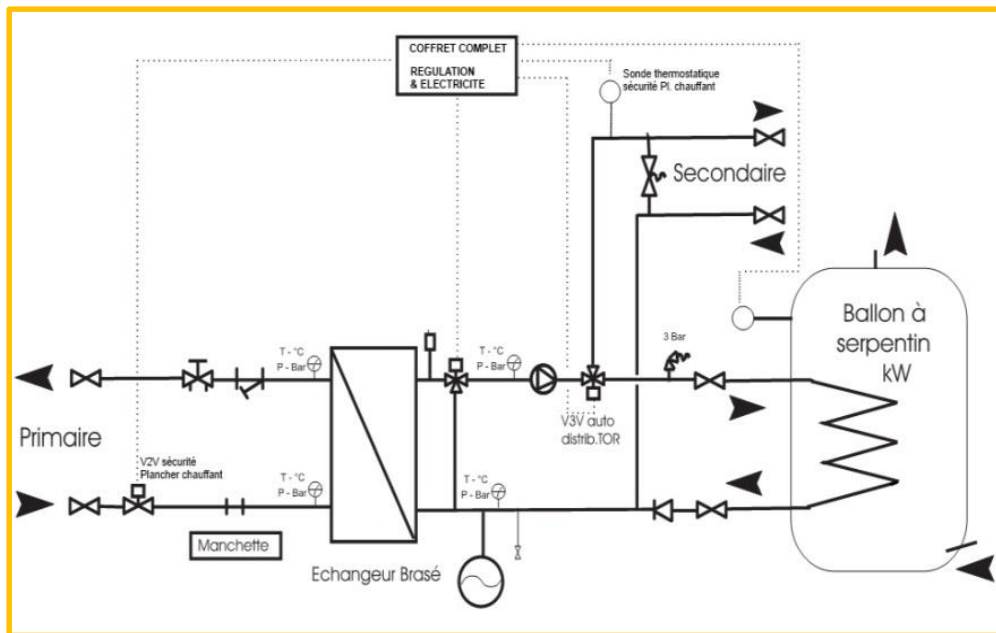 COFFRET COMPLET
REGULATION
& ELECTRICITE
Sonde thermostatique
sécurité Pl. chauffant
Secondaire
Ballon à
serpentin
kW
3 Bar
T - °C
P - Bar
T - °C
P - Bar
V3V auto
distrib.TOR
Primaire
V2V sécurité
Plancher chauffant
T - °C
P - Bar
T - °C
P - Bar
Manchette
Echangeur Brasé